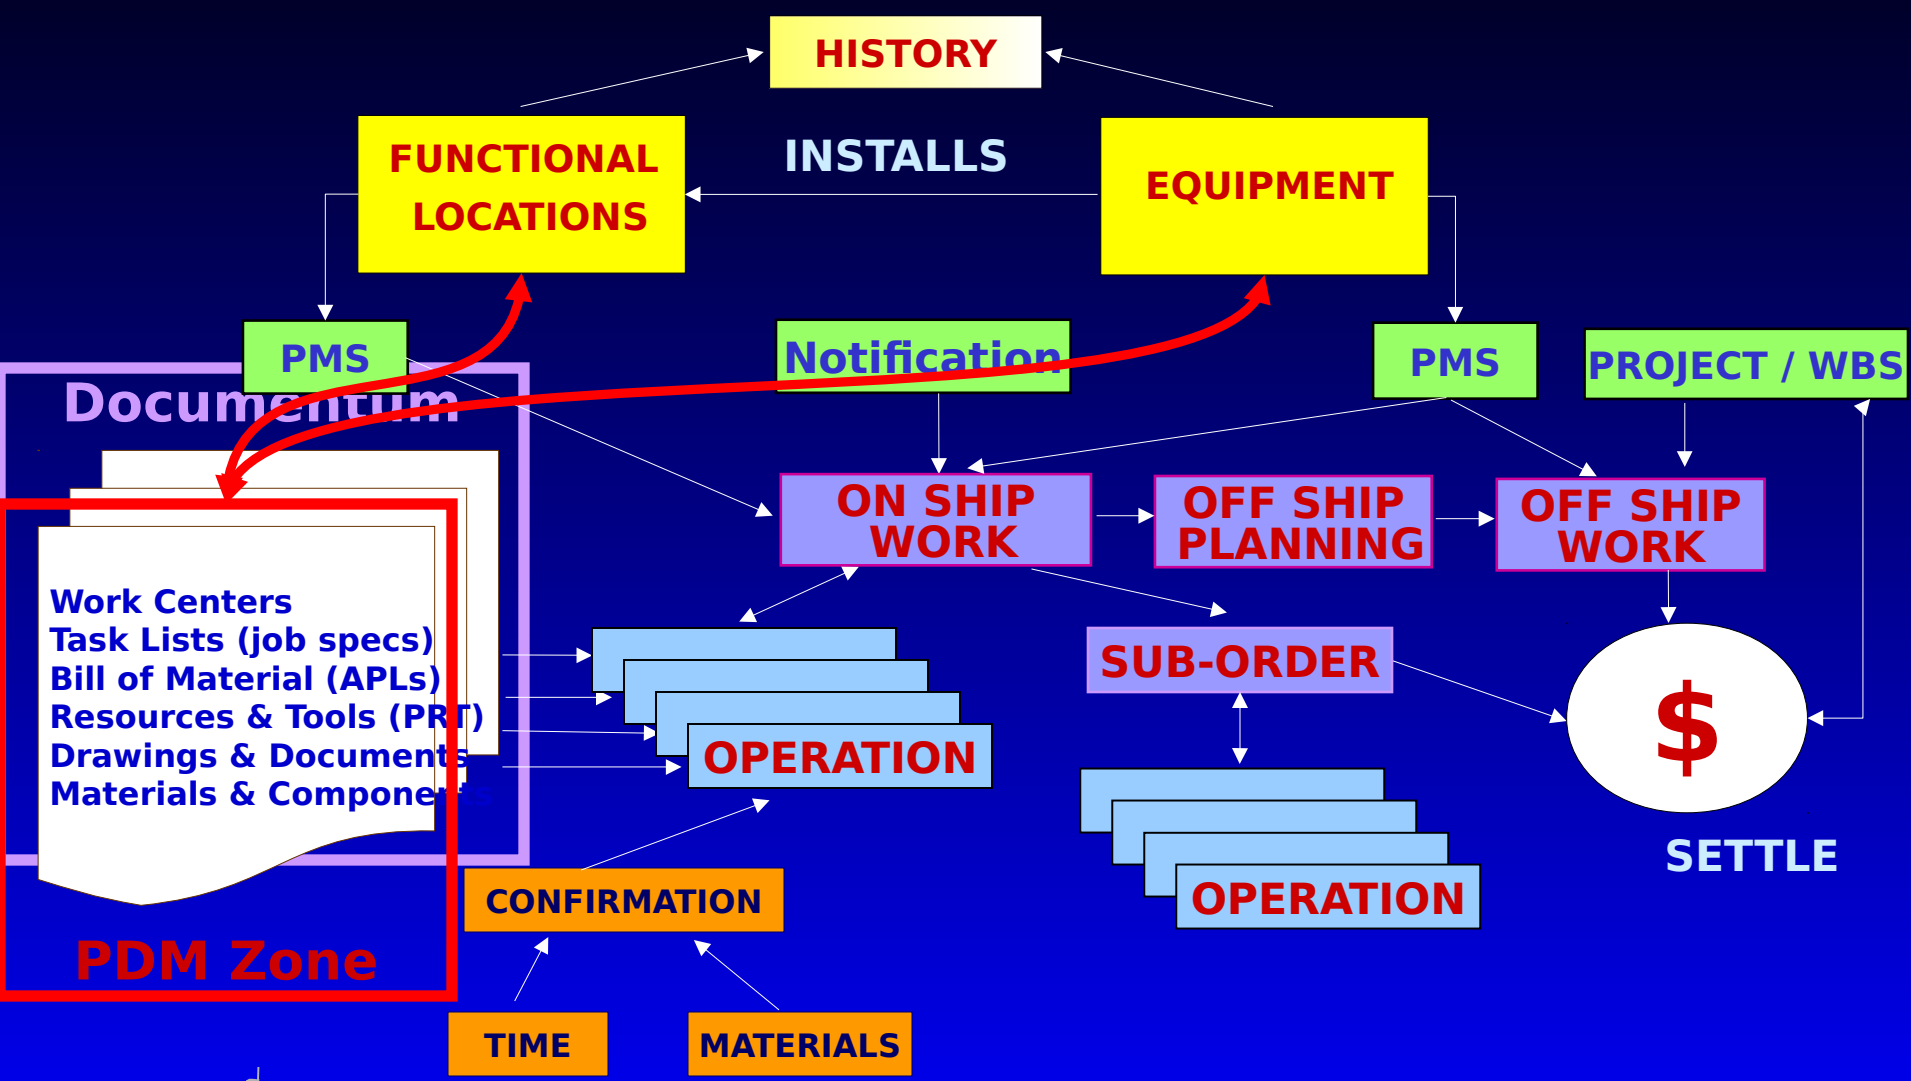 HISTORY
FUNCTIONAL
LOCATIONS
INSTALLS
EQUIPMENT
PMS
Notification
PMS
PROJECT / WBS
Documentum
ON SHIP
WORK
OFF SHIP
PLANNING
OFF SHIP
WORK
Work Centers
Task Lists (job specs)
Bill of Material (APLs)
Resources & Tools (PRT)
Drawings & Documents
Materials & Components
OPERATION
SUB-ORDER
$
SETTLE
OPERATION
CONFIRMATION
PDM Zone
TIME
MATERIALS